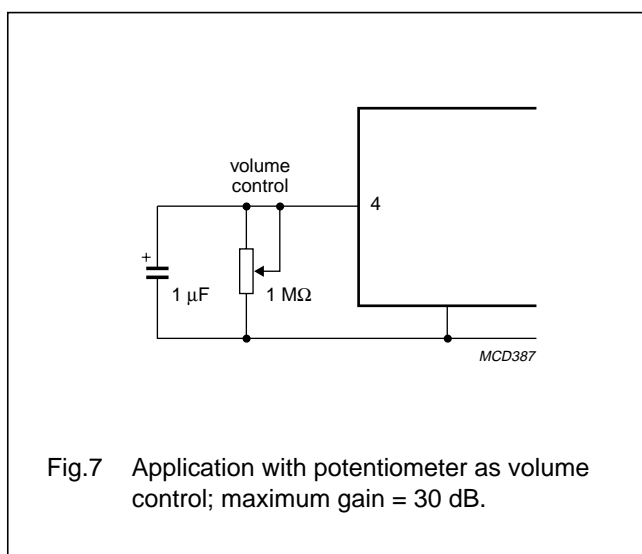 volume
control
4
+
1 μF
1 MΩ
MCD387
Fig.7 Application with potentiometer as volume
control; maximum gain = 30 dB.